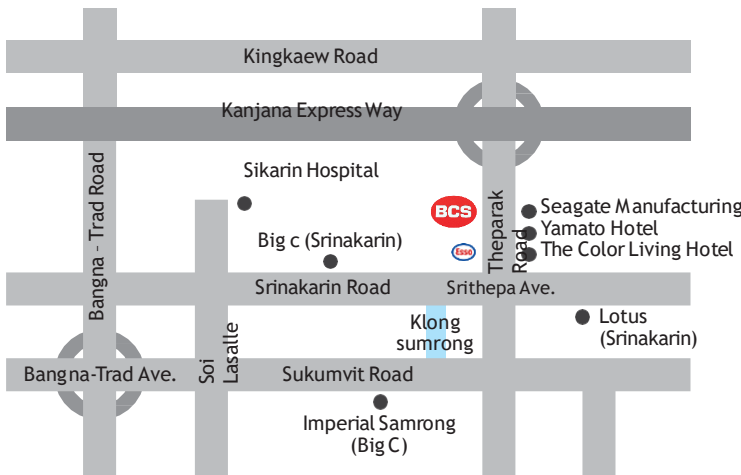 Kingkaew Road
Kanjana Express Way
Sikarin Hospital
Bangna - Trad Road
BCS
Theparak
Road
Seagate Manufacturing
Yamato Hotel
The Color Living Hotel
Big c (Srinakarin)
Esso
Srinakarin Road
Srithepa Ave.
Klong
sumrong
Lotus
(Srinakarin)
Soi
Lasalle
Bangna-Trad Ave.
Sukumvit Road
Imperial Samrong
(Big C)